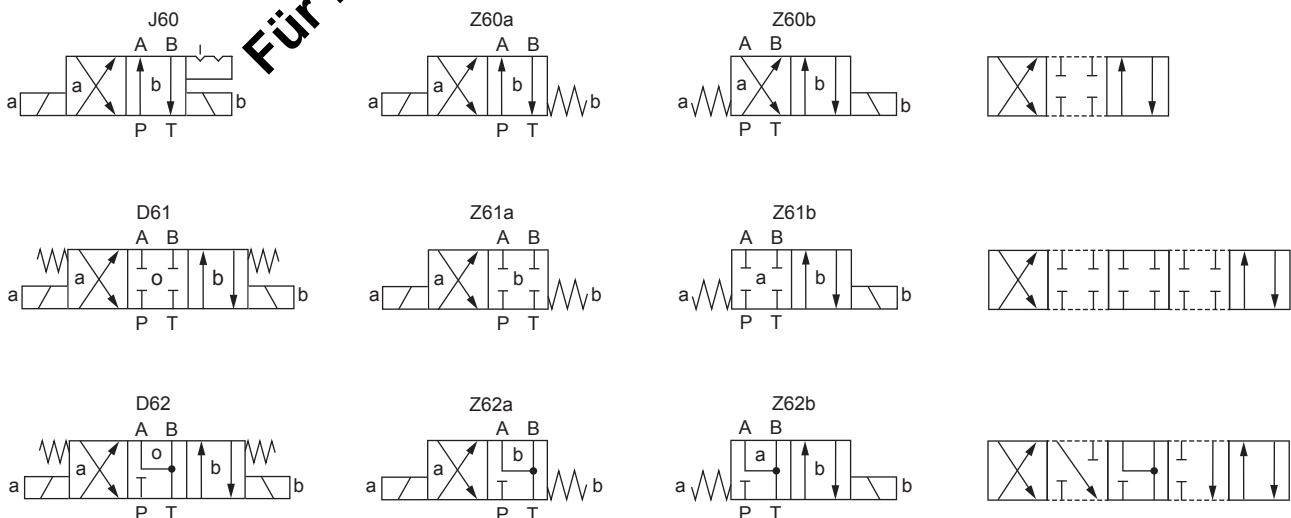 J60 Z60a Z60b
Für
A B A B A B
a b a b a b
a b b a b
P T P T P T
D61 Z61a Z61b
A B A B A B
a o b a b a b
a b a b a b
P T P T P T
D62 Z62a Z62b
A B A B A B
a o b a b a b
a b a b a b
P T P T P T